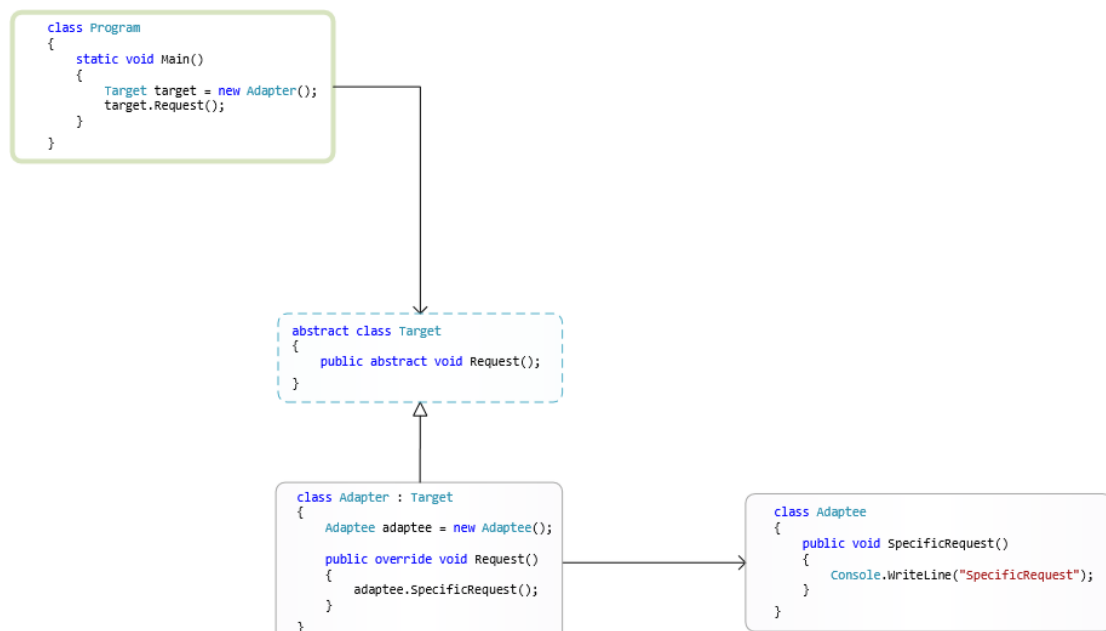 class Program
{
static void Main()
{
Target target = new Adapter();
target.Request();
}
}
abstract class Target
{
public abstract void Request();
}
class Adapter : Target
{
Adaptee adaptee = new Adaptee();
public override void Request()
{
adaptee.SpecificRequest();
}
}
class Adaptee
{
public void SpecificRequest()
{
Console.WriteLine("SpecificRequest");
}
}